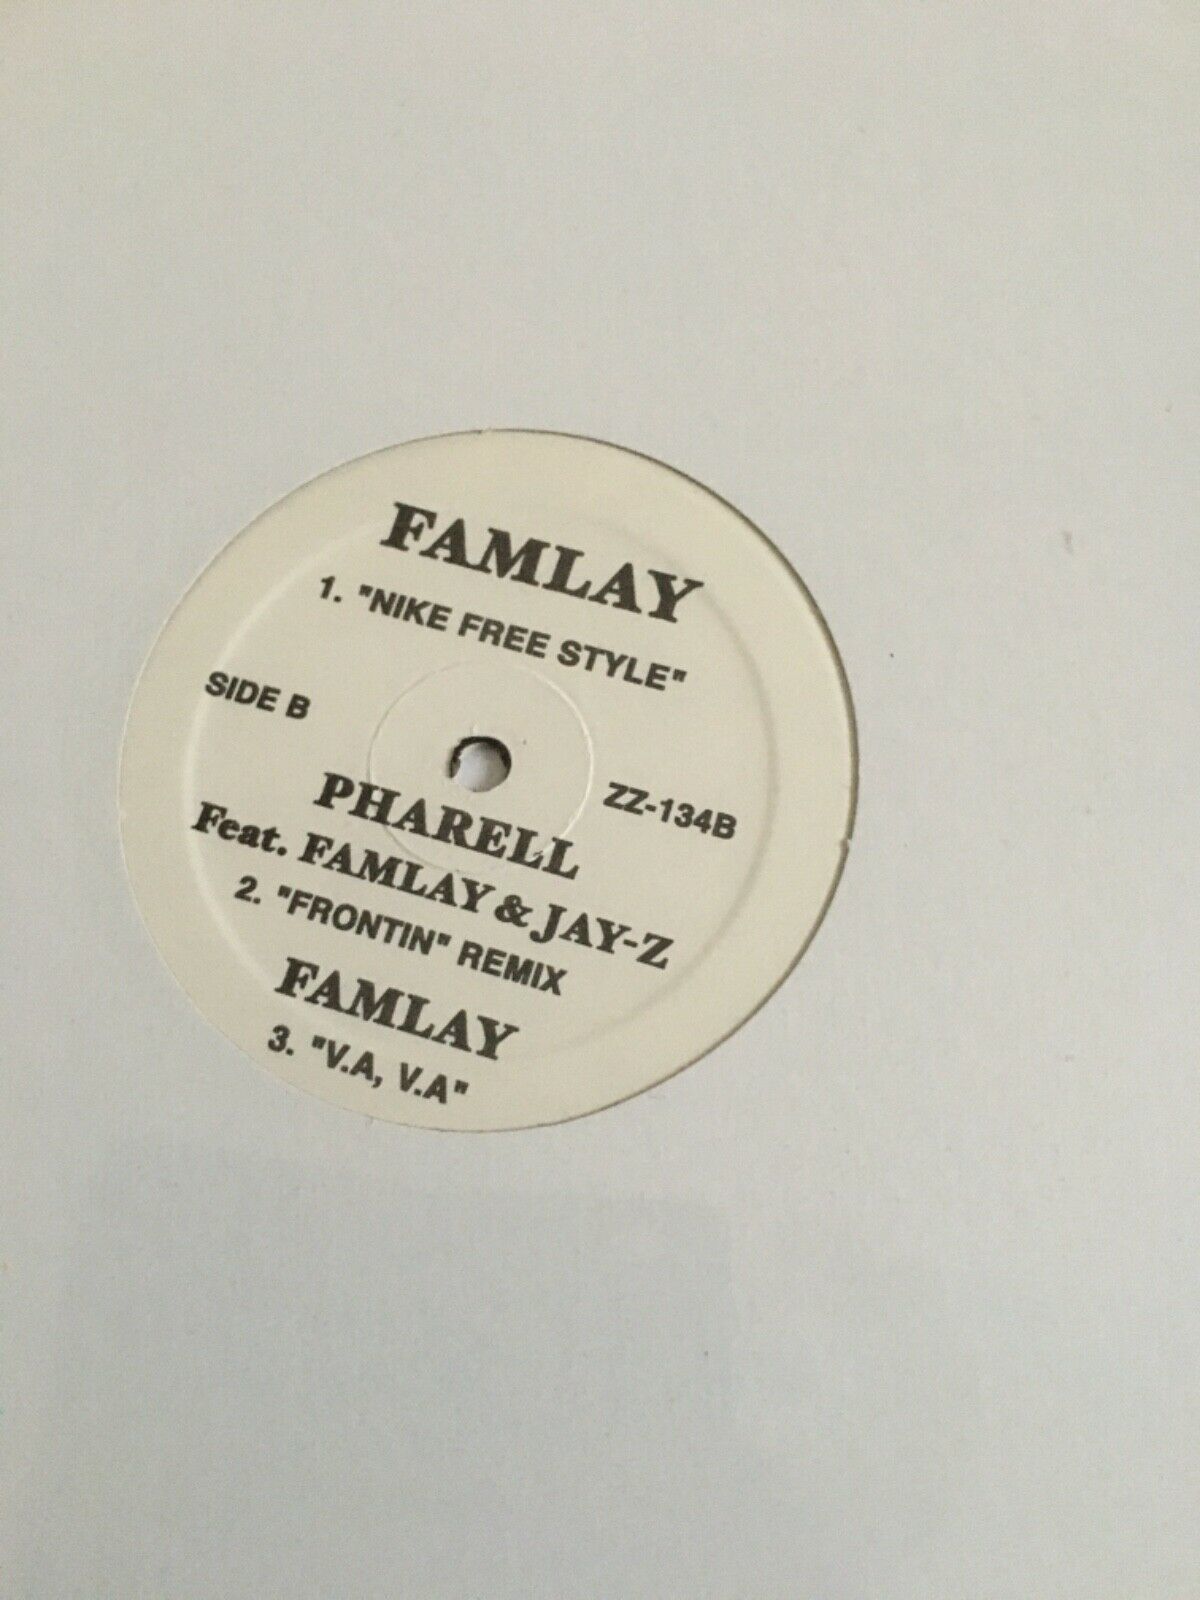 FAMLAY
1. "NIKE FREE STYLE"
SIDE B
ZZ-134B
PHARELL
Feat. FAMLAY & JAY-Z
2. "FRONTIN" REMIX
FAMLAY
3. "V.A, V.A"